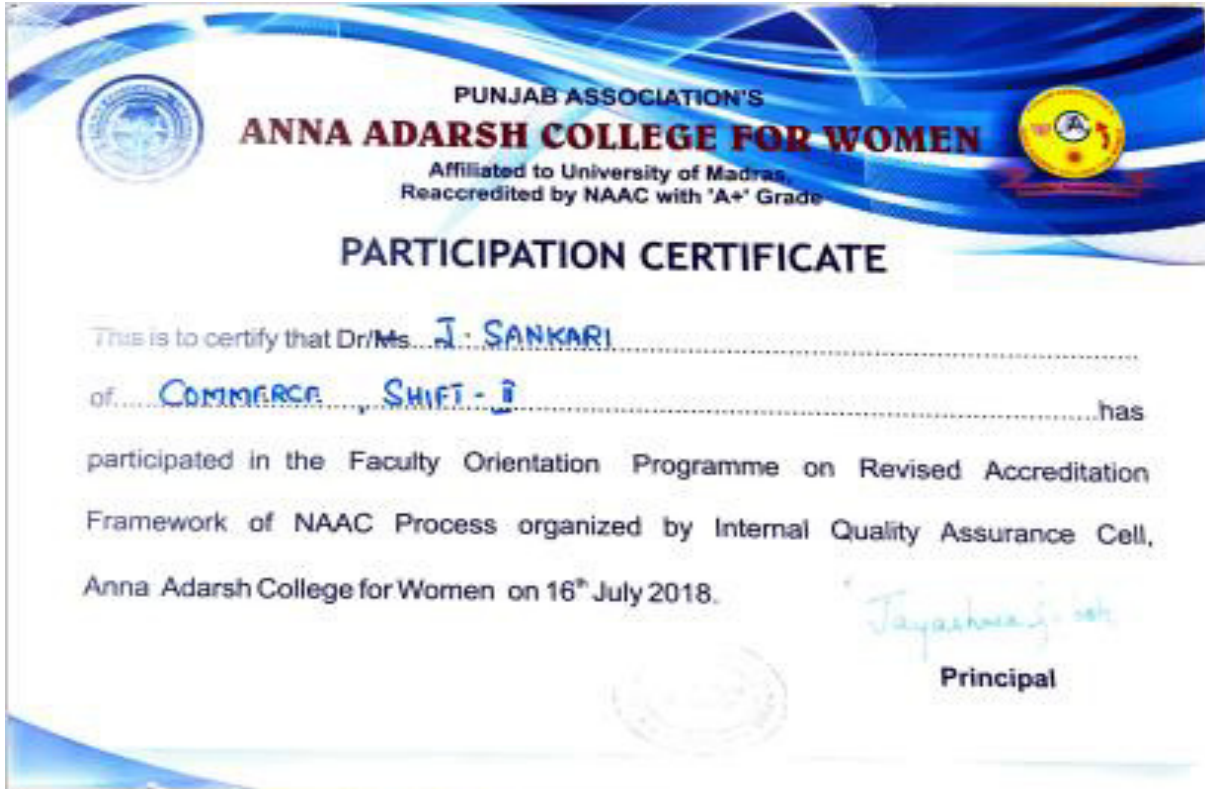 PUNJAB ASSOCIATION'S
ANNA ADARSH COLLEGE FOR WOMEN
Affiliated to University of Madras,
Reaccredited by NAAC with 'A+' Grade
PARTICIPATION CERTIFICATE
This is to certify that Dr/Ms....J. SANKARI
of.....COMMERCE, SHIFT - II has
participated in the Faculty Orientation Programme on Revised Accreditation
Framework of NAAC Process organized by Internal Quality Assurance Cell,
Anna Adarsh College for Women on 16th July 2018.
Principal